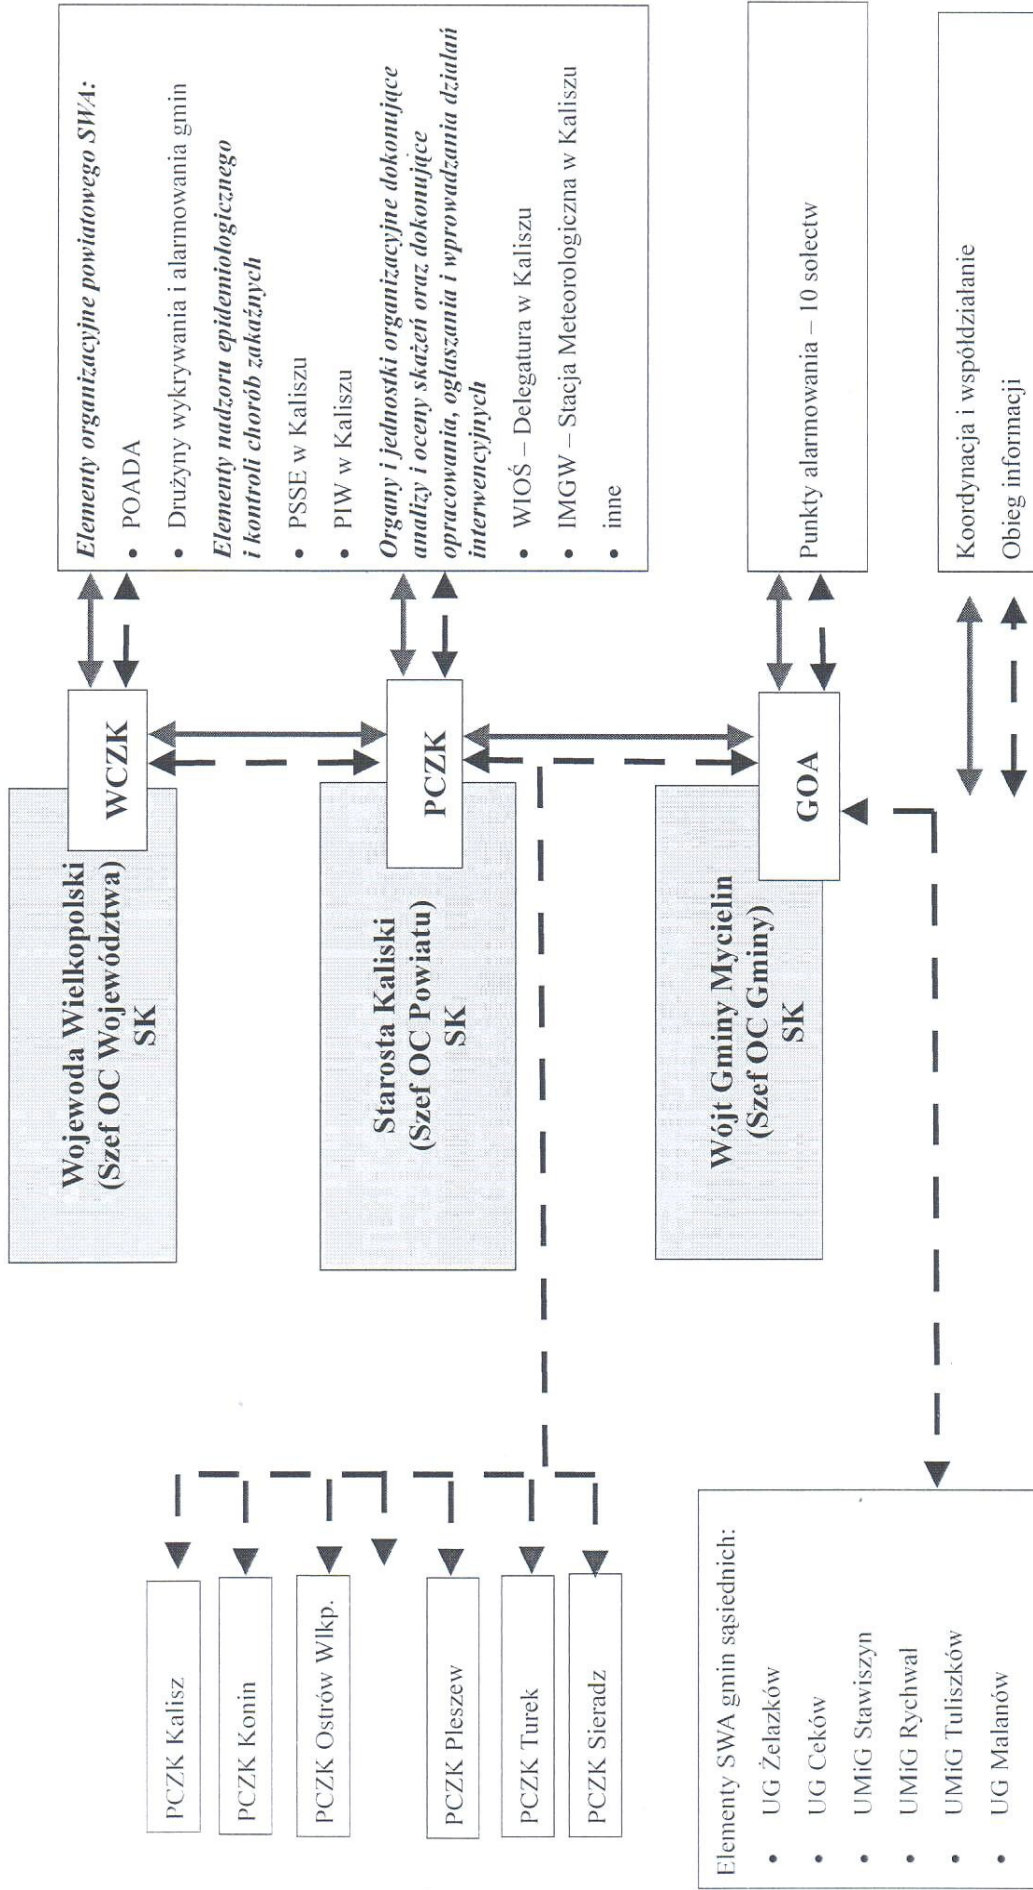 Wojewoda Wielkopolski
(Szef OC Województwa)
SK
WCZK
Elementy organizacyjne powiatowego SWA:
• POADA
• Drużyny wykrywania i alarmowania gmin
Elementy nadzoru epidemiologicznego
i kontroli chorób zakaźnych
• PSSE w Kaliszu
• PIW w Kaliszu
Organy i jednostki organizacyjne dokonujące
analizy i oceny skażeń oraz dokonujące
opracowania, ogłaszania i wprowadzania działań
interwencyjnych
• WIOŚ – Delegatura w Kaliszu
• IMGW – Stacja Meteorologiczna w Kaliszu
• inne
Starosta Kaliski
(Szef OC Powiatu)
SK
PCZK
PCZK Kalisz
PCZK Konin
PCZK Ostrów Wlkp.
PCZK Pleszew
PCZK Turek
PCZK Sieradz
Wójt Gminy Mycielin
(Szef OC Gminy)
SK
GOA
Punkty alarmowania – 10 sołectw
Elementy SWA gmin sąsiednich:
• UG Żelazków
• UG Ceków
• UMiG Stawiszyn
• UMiG Rychwał
• UMiG Tuliszków
• UG Malanów
Koordynacja i współdziałanie
Obieg informacji